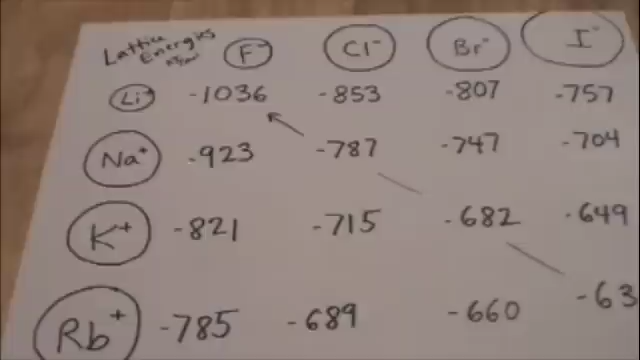 Lattice
Energies
F⁻ Cl⁻ Br⁻ I⁻
Li⁺ -1036 -853 -807 -757
Na⁺ -923 -787 -747 -704
K⁺ -821 -715 -682 -649
Rb⁺ -785 -689 -660 -63